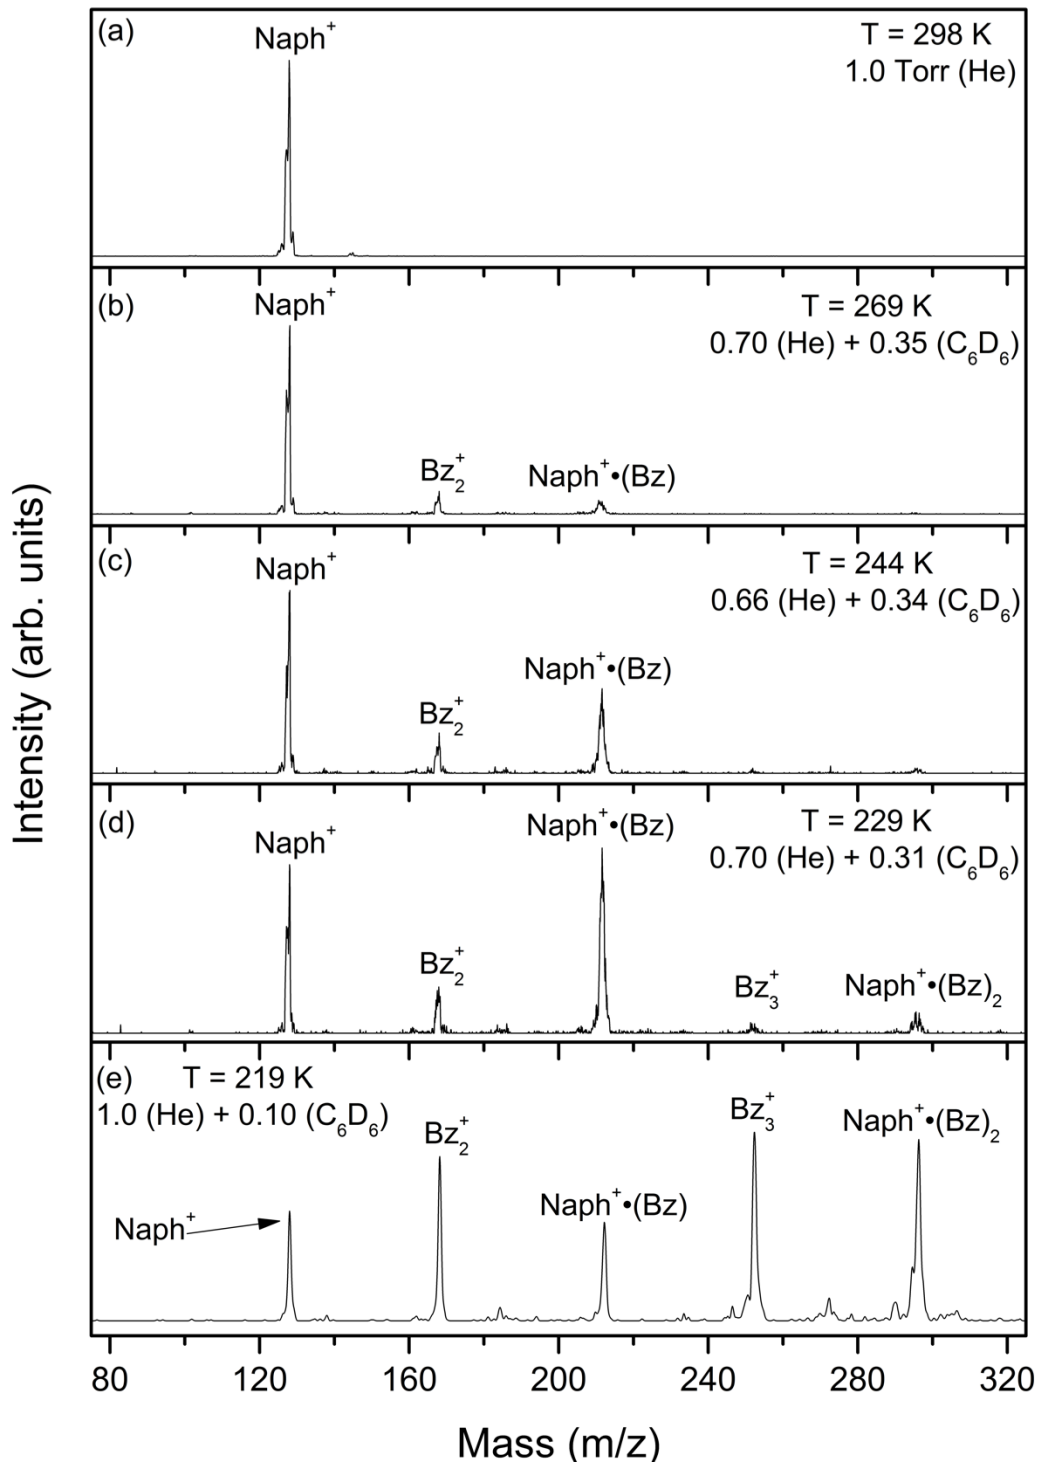 (a)
Naph⁺
T = 298 K
1.0 Torr (He)
(b)
Naph⁺
T = 269 K
0.70 (He) + 0.35 (C₆D₆)
Bz₂⁺
Naph⁺•(Bz)
(c)
Naph⁺
T = 244 K
0.66 (He) + 0.34 (C₆D₆)
Naph⁺•(Bz)
Bz₂⁺
(d)
Naph⁺
Naph⁺•(Bz)
T = 229 K
0.70 (He) + 0.31 (C₆D₆)
Bz₂⁺
Bz₃⁺
Naph⁺•(Bz)₂
(e)
T = 219 K
1.0 (He) + 0.10 (C₆D₆)
Bz₂⁺
Bz₃⁺
Naph⁺•(Bz)₂
Naph⁺•(Bz)
Naph⁺
80 120 160 200 240 280 320
Mass (m/z)
Intensity (arb. units)